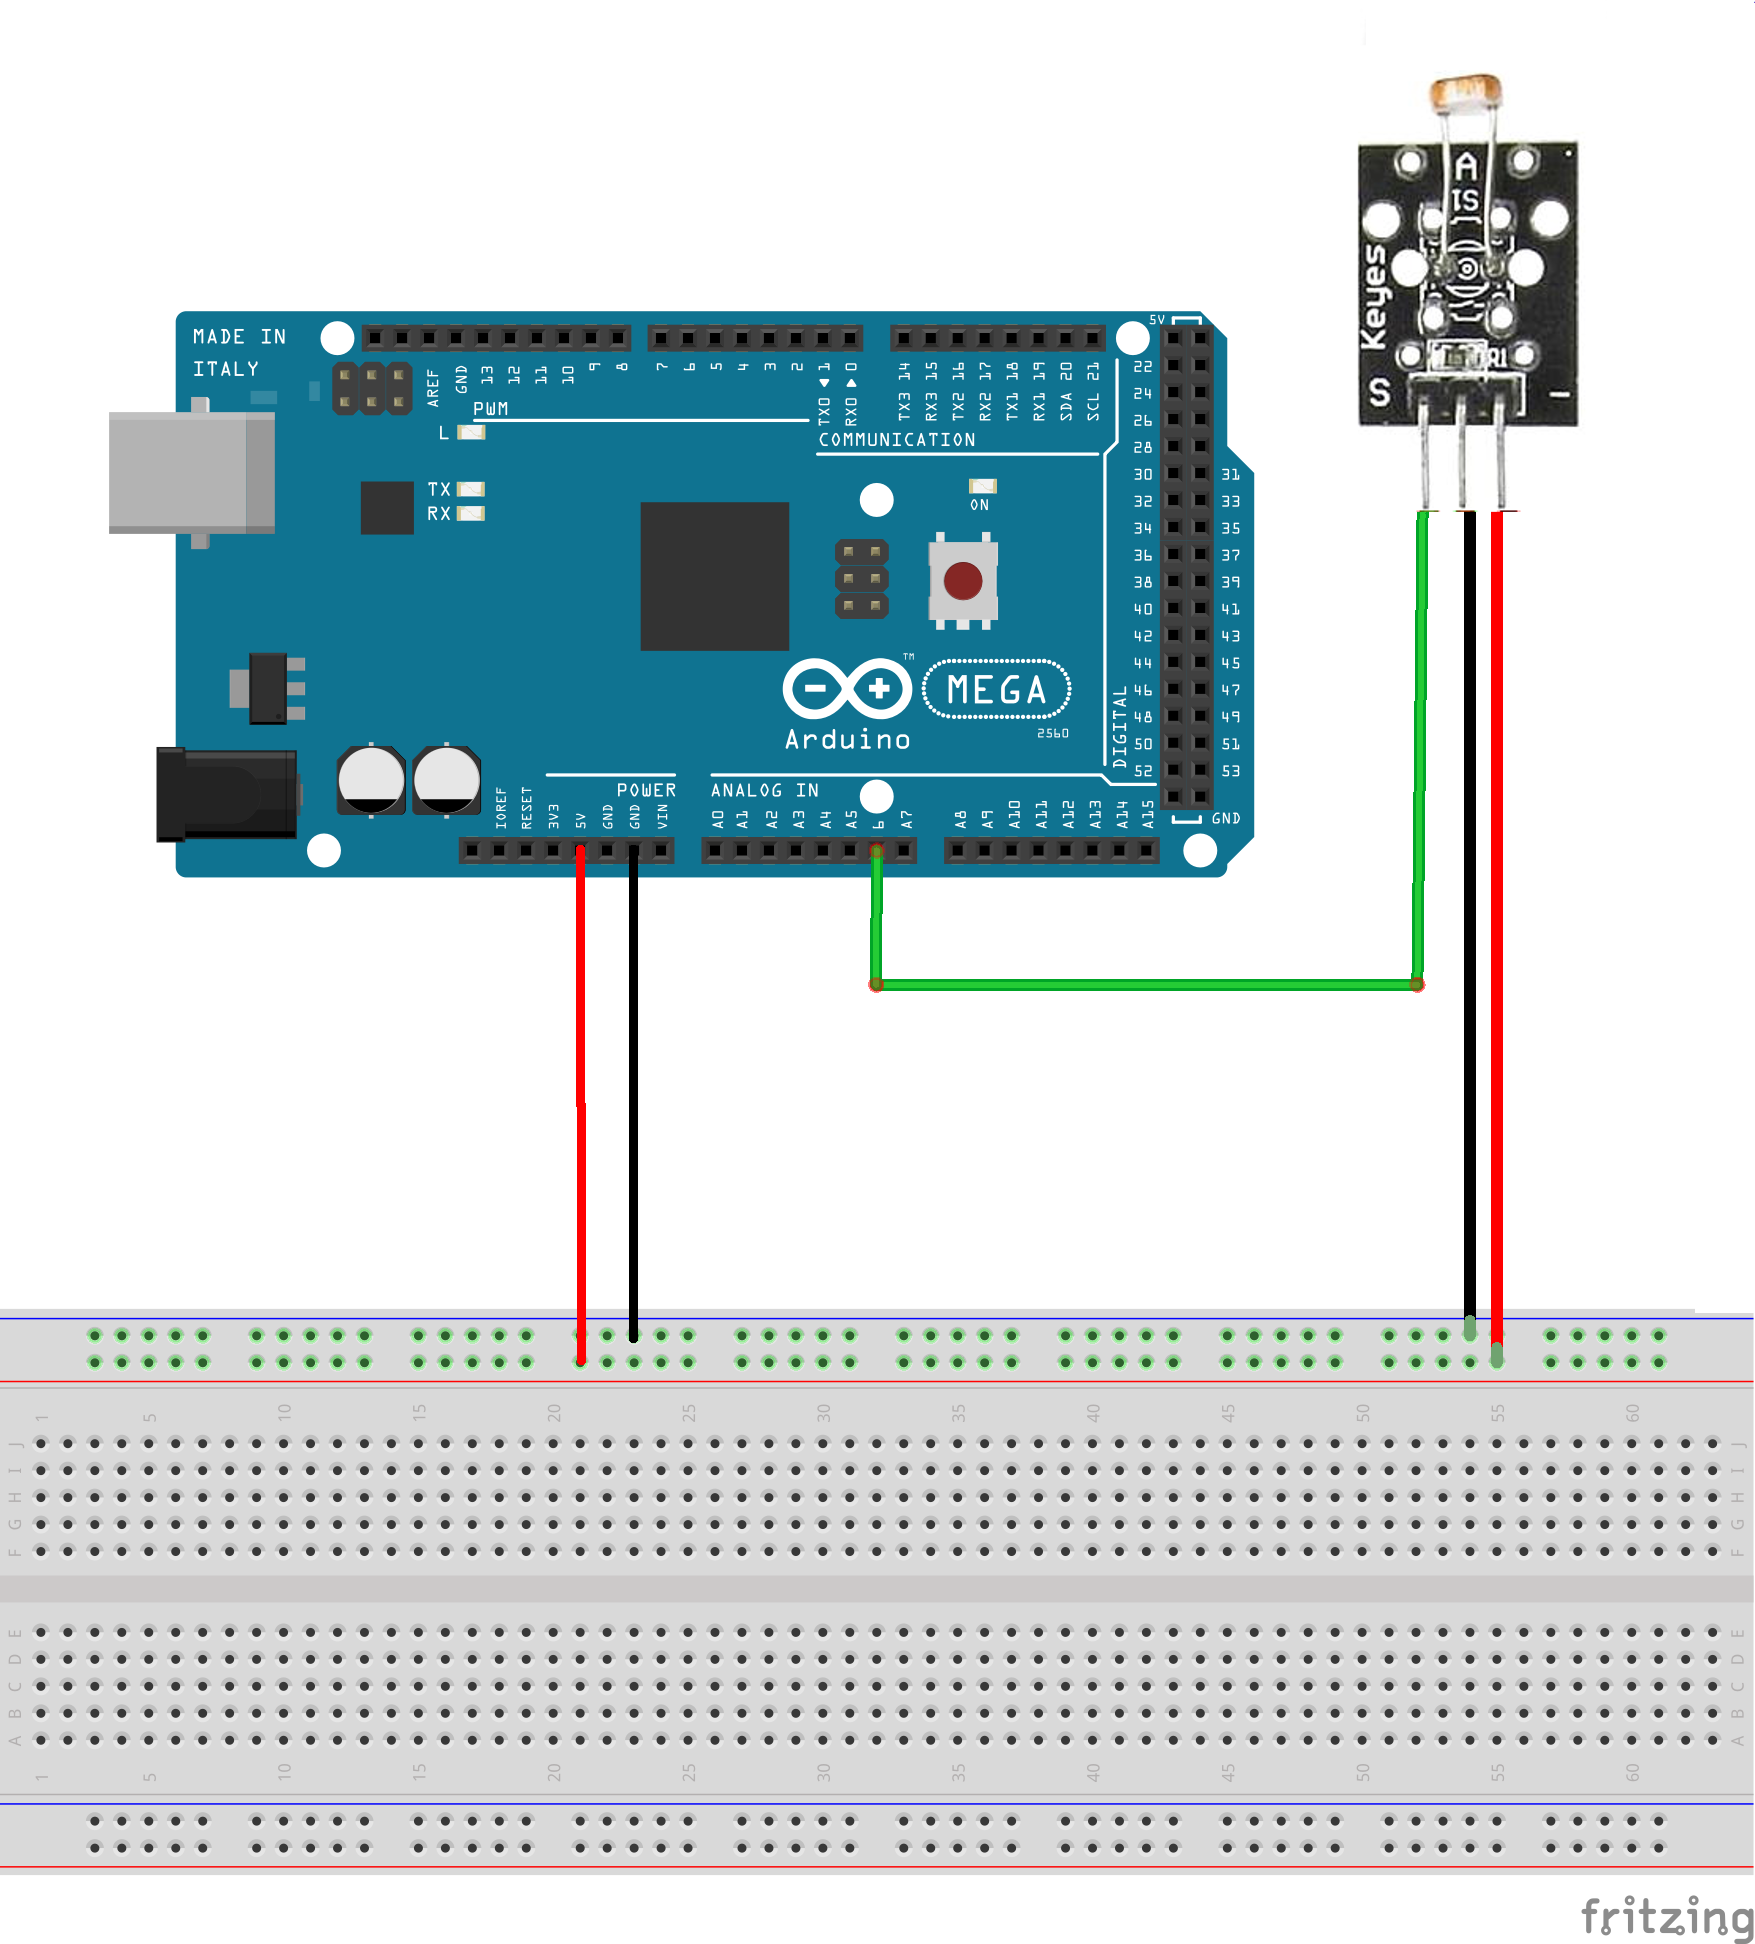 MADE IN
ITALY
AREF
GND
13
12
11
10
9
8
7
6
5
4
3
2
TX0 1
RX0 0
TX3 14
RX3 15
TX2 16
RX2 17
TX1 18
RX1 19
SDA 20
SCL 21
5V
PWM
COMMUNICATION
L
TX
RX
ON
22
24
26
28
30 31
32 33
34 35
36 37
38 39
40 41
42 43
44 45
46 47
48 49
50 51
52 53
GND
DIGITAL
TM
MEGA
2560
Arduino
POWER
ANALOG IN
IOREF
RESET
3V3
5V
GND
GND
VIN
A0
A1
A2
A3
A4
A5
6
A7
A8
A9
A10
A11
A12
A13
A14
A15
A
S1
Keyes
R1
S
1 5 10 15 20 25 30 35 40 45 50 55 60
J J
I I
H H
G G
F F
E E
D D
C C
B B
A A
1 5 10 15 20 25 30 35 40 45 50 55 60
fritzing